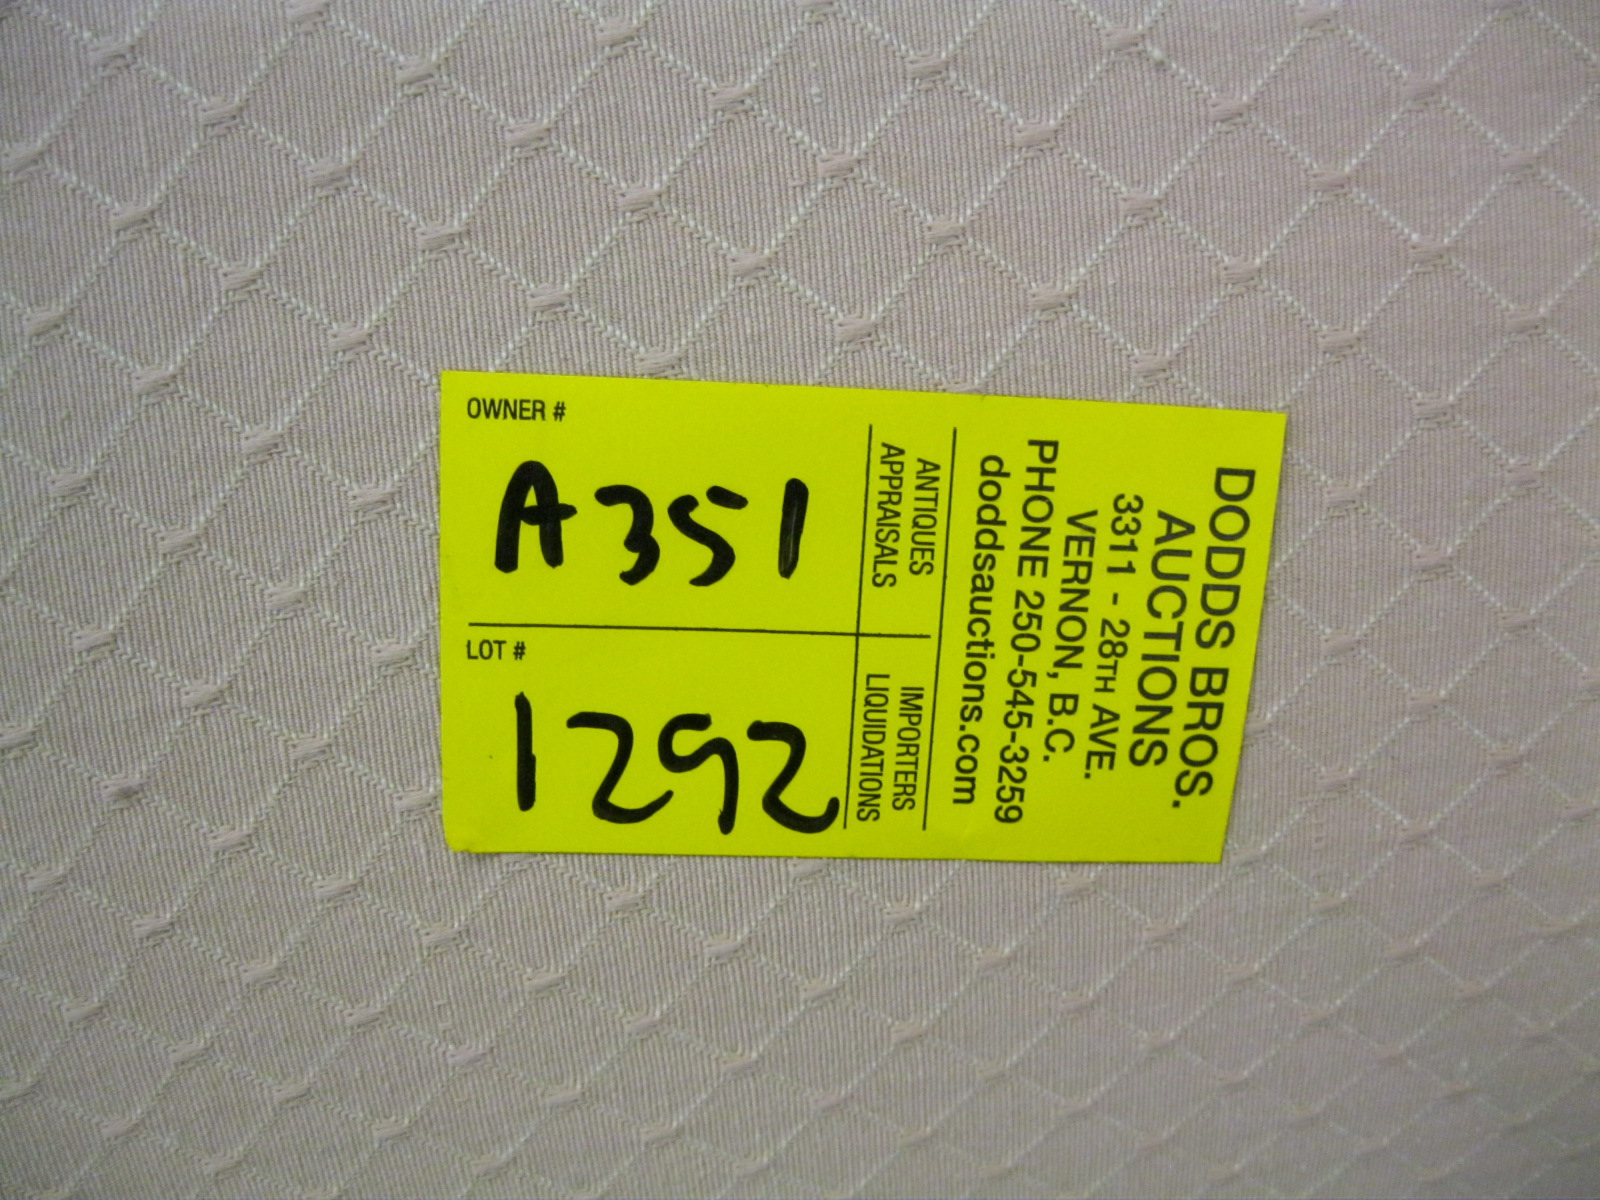 OWNER #
A351
LOT #
1292
ANTIQUES
APPRAISALS
IMPORTERS
LIQUIDATIONS
DODDS BROS.
AUCTIONS
3311 - 28TH AVE.
VERNON, B.C.
PHONE 250-545-3259
doddsauctions.com